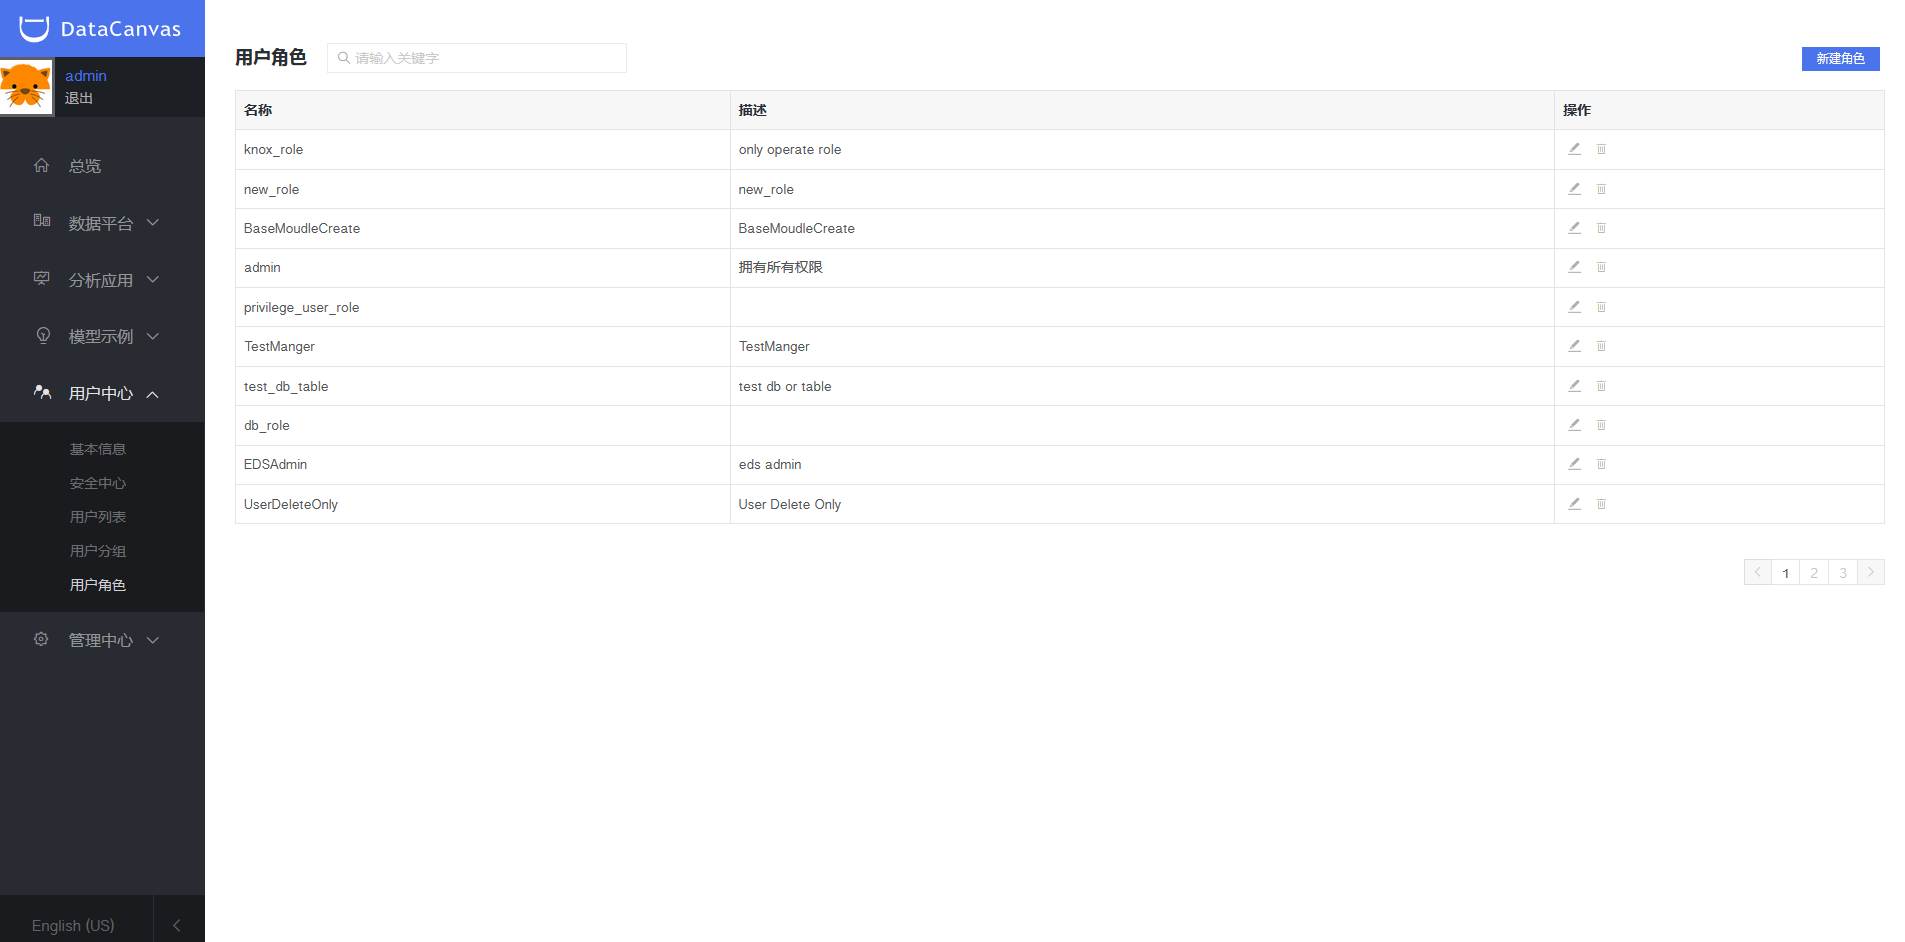 DataCanvas
admin
退出
总览
数据平台
分析应用
模型示例
用户中心
基本信息
安全中心
用户列表
用户分组
用户角色
管理中心
English (US)
用户角色 请输入关键字 新建角色
名称 描述 操作
knox_role only operate role
new_role new_role
BaseMoudleCreate BaseMoudleCreate
admin 拥有所有权限
privilege_user_role
TestManger TestManger
test_db_table test db or table
db_role
EDSAdmin eds admin
UserDeleteOnly User Delete Only
1 2 3